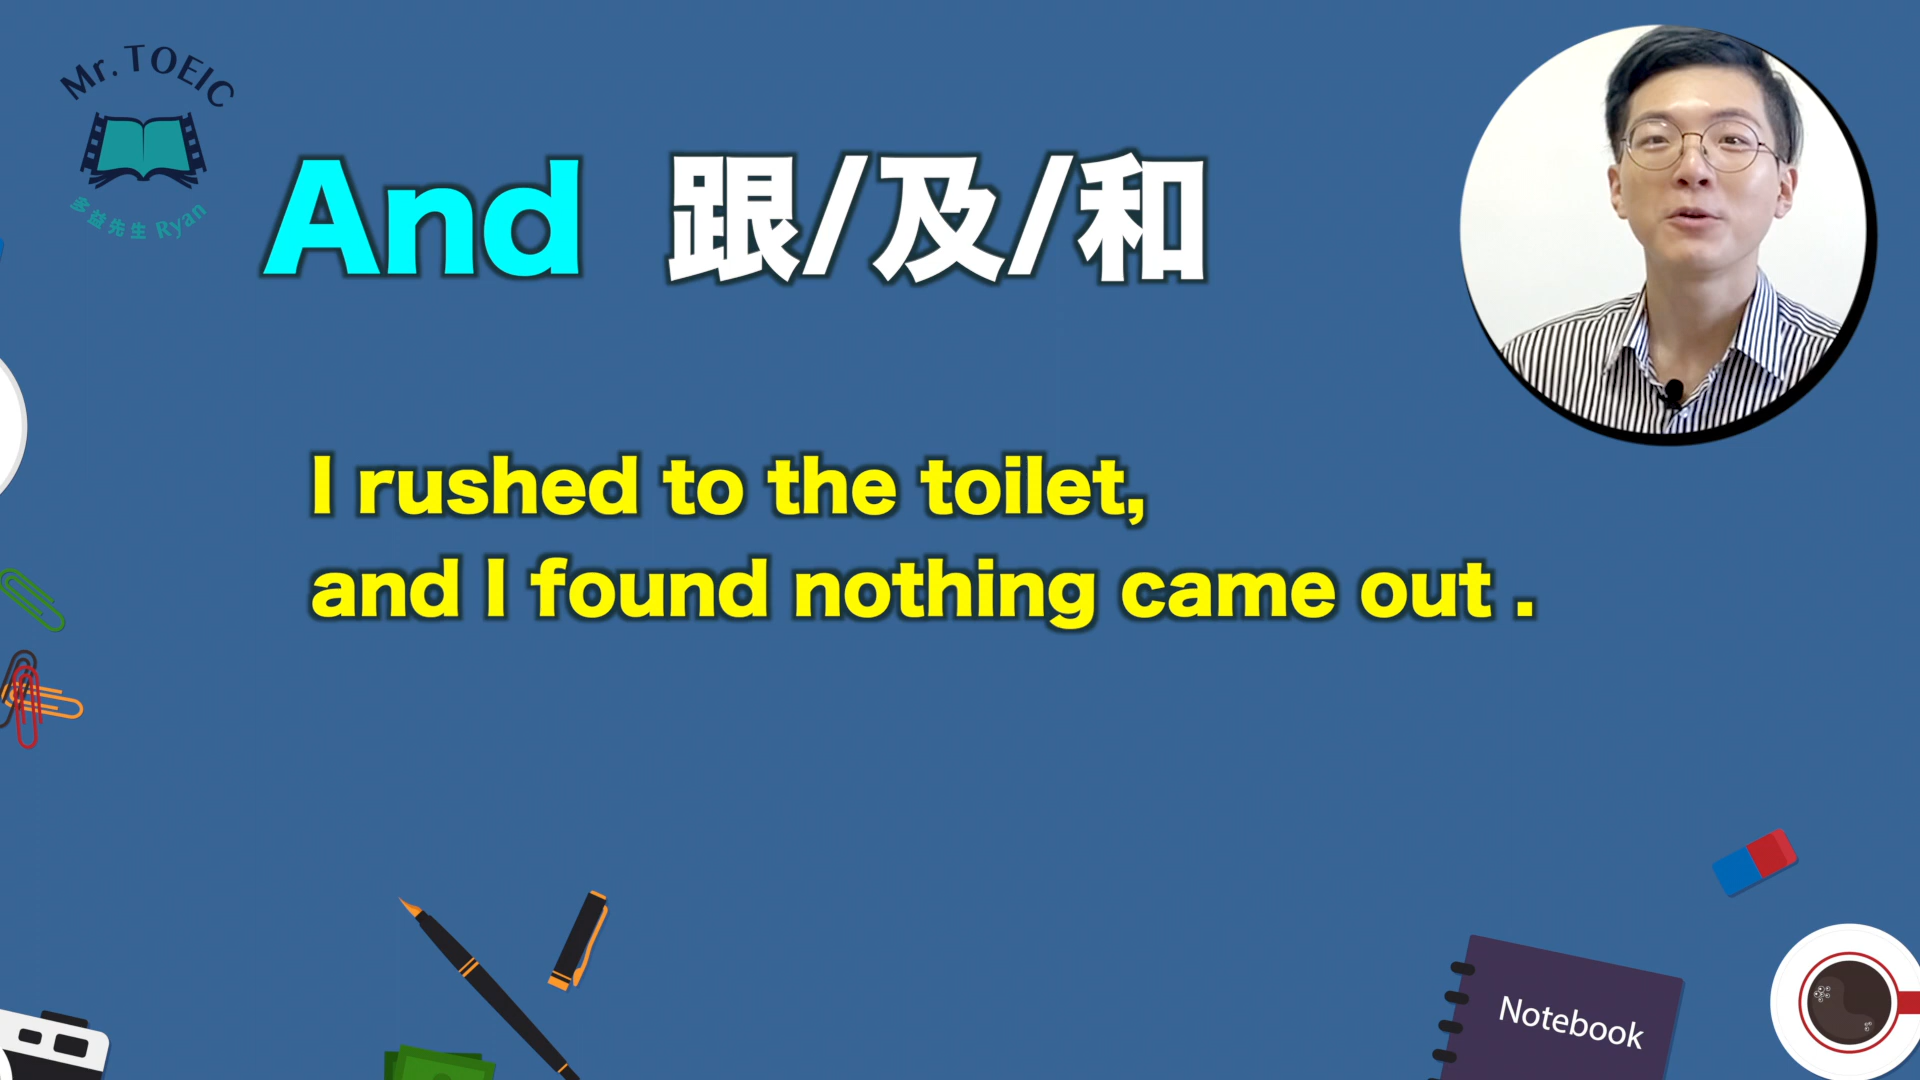 Mr. TOEIC
多益先生 Ryan
And 跟/及/和
I rushed to the toilet,
and I found nothing came out .
Notebook